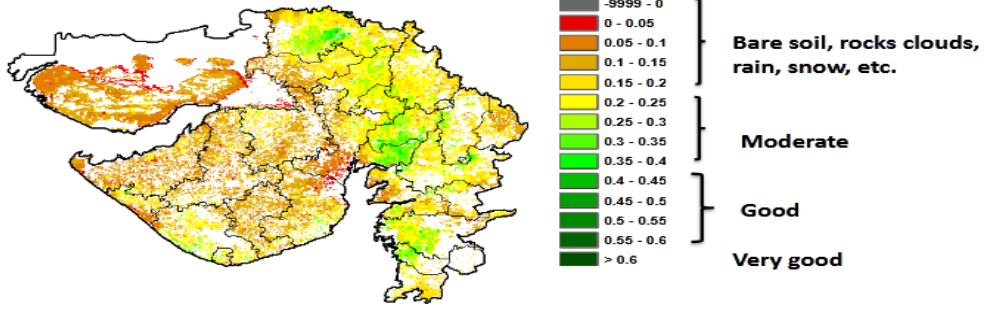 -9999 - 0
0 - 0.05
0.05 - 0.1
0.1 - 0.15
0.15 - 0.2
0.2 - 0.25
0.25 - 0.3
0.3 - 0.35
0.35 - 0.4
0.4 - 0.45
0.45 - 0.5
0.5 - 0.55
0.55 - 0.6
> 0.6
Bare soil, rocks clouds,
rain, snow, etc.
Moderate
Good
Very good